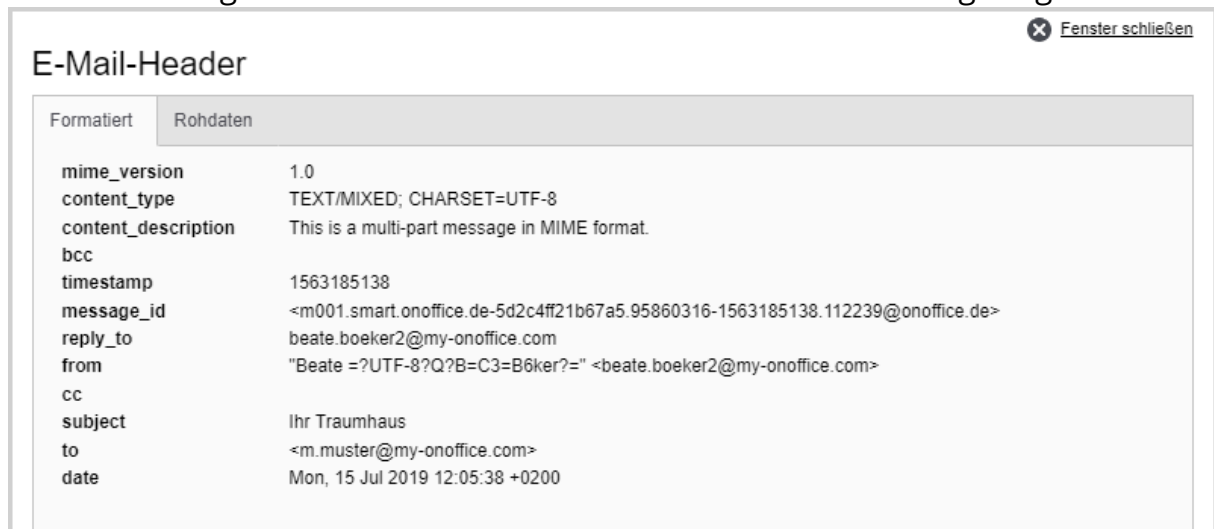 Fenster schließen
E-Mail-Header
Formatiert Rohdaten
mime_version 1.0
content_type TEXT/MIXED; CHARSET=UTF-8
content_description This is a multi-part message in MIME format.
bcc
timestamp 1563185138
message_id <m001.smart.onoffice.de-5d2c4ff21b67a5.95860316-1563185138.112239@onoffice.de>
reply_to beate.boeker2@my-onoffice.com
from "Beate =?UTF-8?Q?B=C3=B6ker?=" <beate.boeker2@my-onoffice.com>
cc
subject Ihr Traumhaus
to <m.muster@my-onoffice.com>
date Mon, 15 Jul 2019 12:05:38 +0200